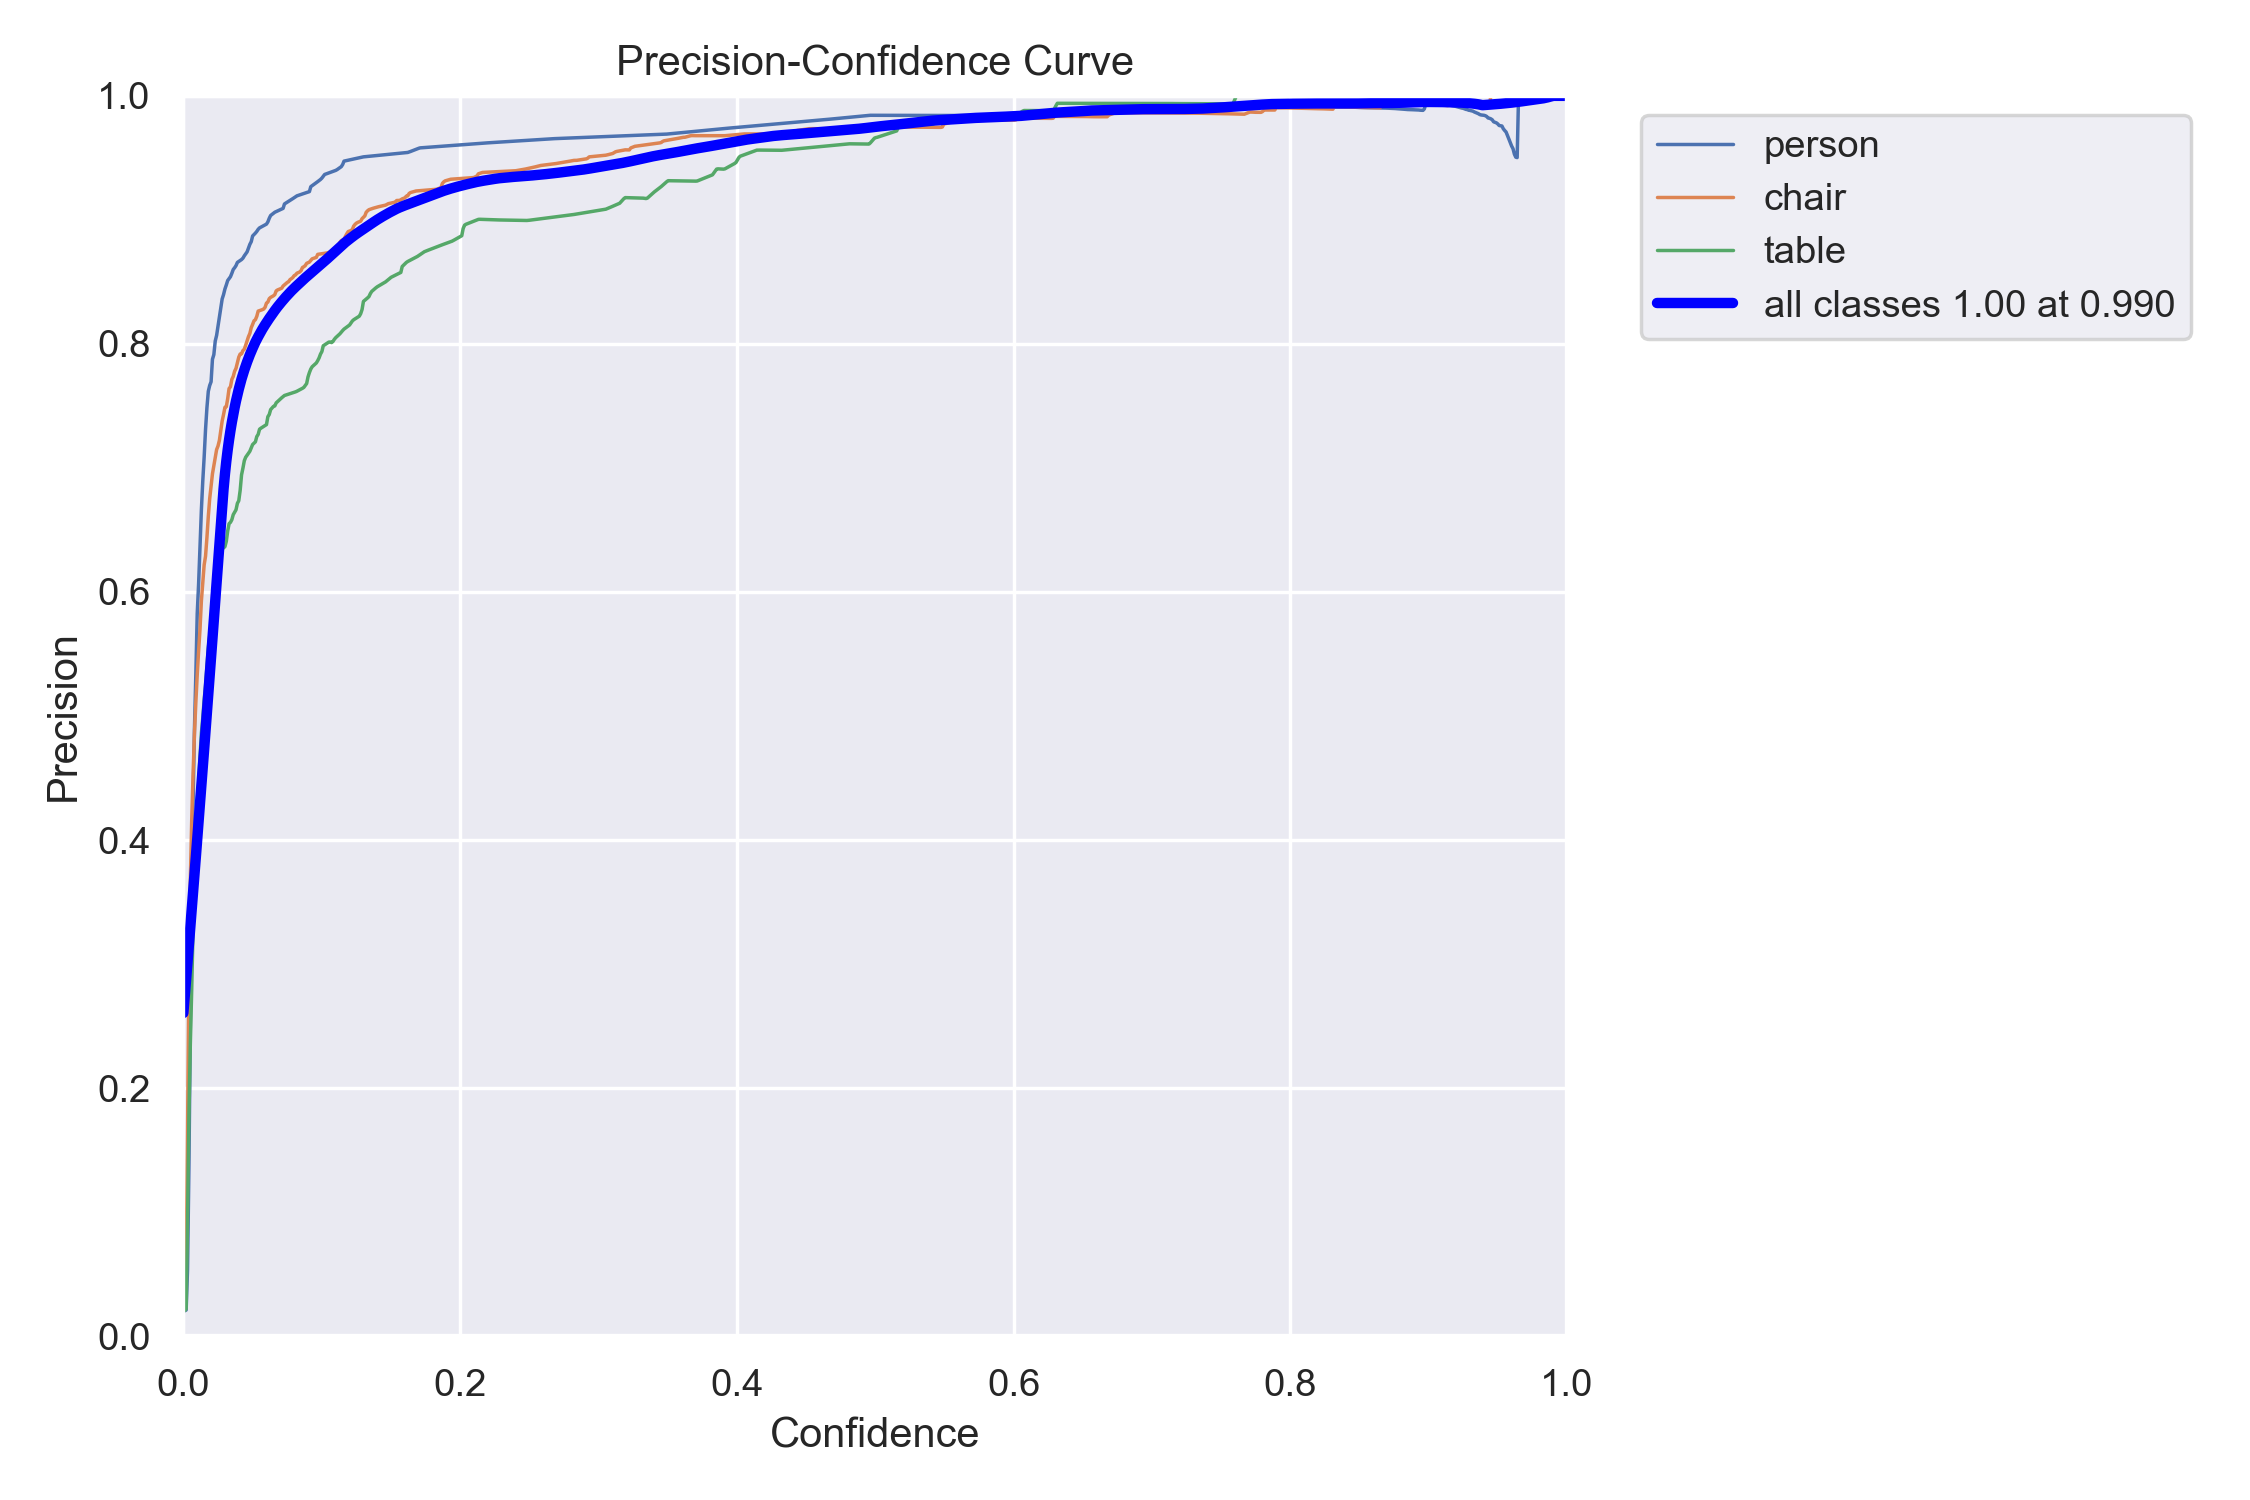 Precision-Confidence Curve
1.0
0.8
0.6
0.4
0.2
0.0
Precision
0.0 0.2 0.4 0.6 0.8 1.0
Confidence
person
chair
table
all classes 1.00 at 0.990